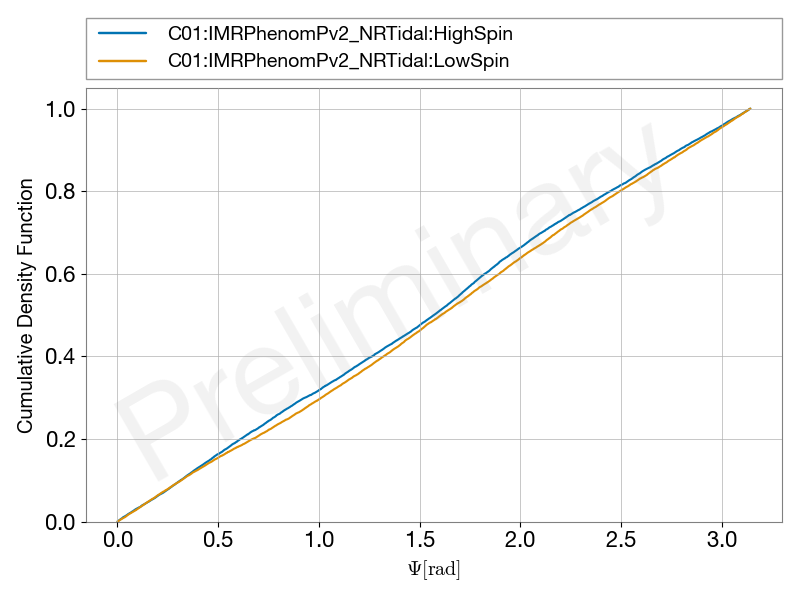 C01:IMRPhenomPv2_NRTidal:HighSpin
C01:IMRPhenomPv2_NRTidal:LowSpin
Preliminary
Cumulative Density Function
1.0
0.8
0.6
0.4
0.2
0.0
0.0 0.5 1.0 1.5 2.0 2.5 3.0
Ψ[rad]